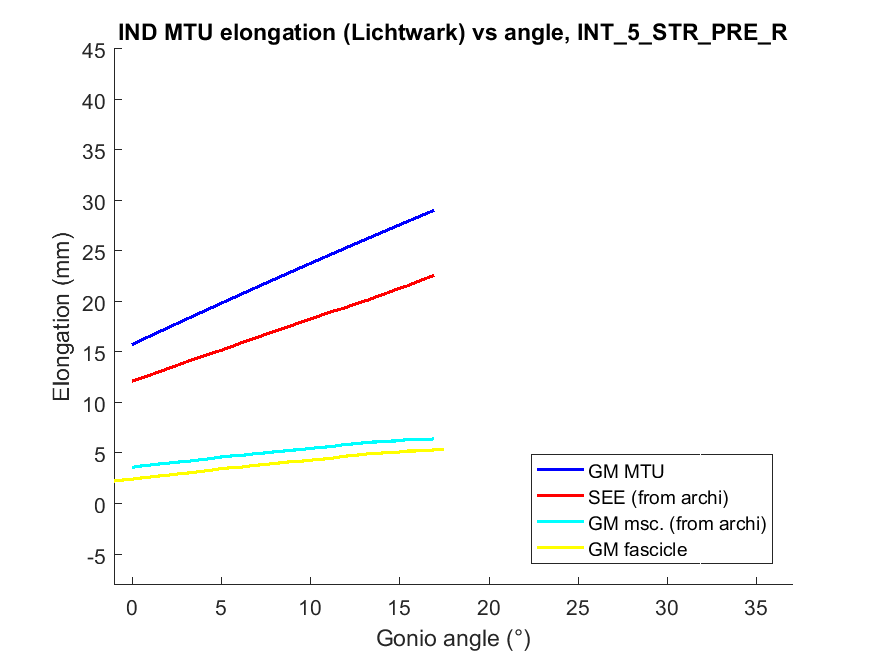 IND MTU elongation (Lichtwark) vs angle, INT_5_STR_PRE_R
45
40
35
30
25
20
15
10
5
0
-5
Elongation (mm)
GM MTU
SEE (from archi)
GM msc. (from archi)
GM fascicle
0 5 10 15 20 25 30 35
Gonio angle (°)